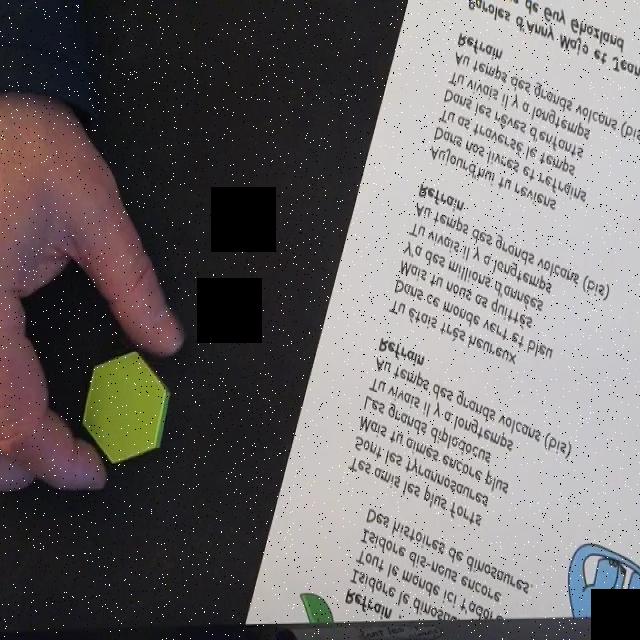 Refrain
Isidore le dinosaure
Tout le monde ici t'adore
Isidore dis-nous encore
Des histoires de dinosaures.
Tes amis les plus forts
Sont les tyrannosaures
Mais tu aimes encore plus
Les grands diplodocus
Tu vivais il y a longtemps
Au temps des grands volcans (bis)
Refrain
Tu étais très heureux
Dans ce monde vert et bleu
Mais tu nous as quittés
Y'a des millions d'années
Tu vivais il y a longtemps
Au temps des grands volcans (bis)
Refrain
Aujourd'hui tu reviens
Dans nos livres et refrains
Tu as traversé le temps
Dans les rêves d'enfants
Tu vivais il y a longtemps
Au temps des grands volcans (bis
Refrain
Paroles d'Anny Majo et Jean
de Guy Ghozland